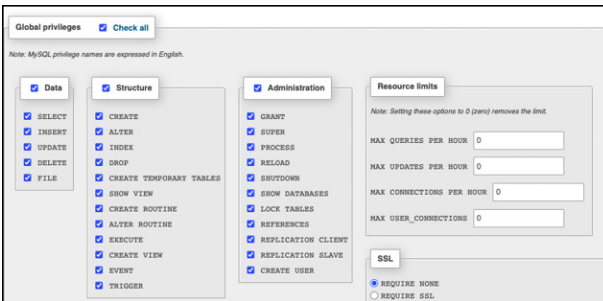 Global privileges Check all
Note: MySQL privilege names are expressed in English.
Data
SELECT
INSERT
UPDATE
DELETE
FILE
Structure
CREATE
ALTER
INDEX
DROP
CREATE TEMPORARY TABLES
SHOW VIEW
CREATE ROUTINE
ALTER ROUTINE
EXECUTE
CREATE VIEW
EVENT
TRIGGER
Administration
GRANT
SUPER
PROCESS
RELOAD
SHUTDOWN
SHOW DATABASES
LOCK TABLES
REFERENCES
REPLICATION CLIENT
REPLICATION SLAVE
CREATE USER
Resource limits
Note: Setting these options to 0 (zero) removes the limit.
MAX QUERIES PER HOUR 0
MAX UPDATES PER HOUR 0
MAX CONNECTIONS PER HOUR 0
MAX USER_CONNECTIONS 0
SSL
REQUIRE NONE
REQUIRE SSL